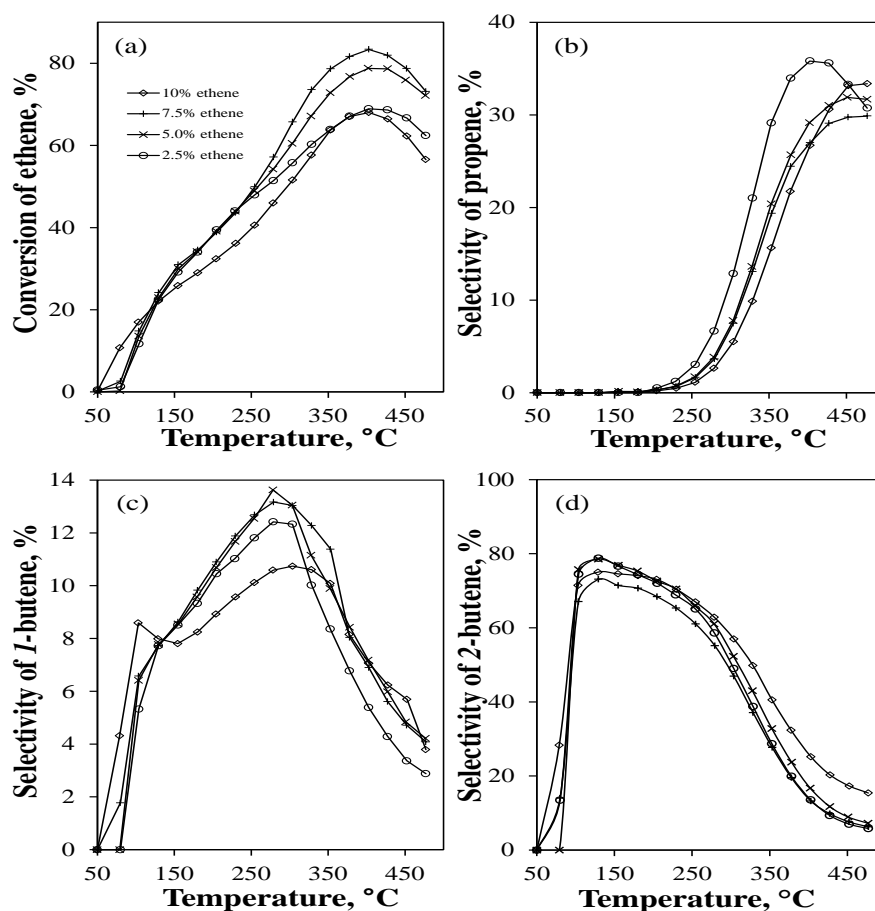 (a)
Conversion of ethene, %
80
60
40
20
0
10% ethene
7.5% ethene
5.0% ethene
2.5% ethene
50 150 250 350 450
Temperature, °C
(b)
Selectivity of propene, %
40
30
20
10
0
50 150 250 350 450
Temperature, °C
(c)
Selectivity of 1-butene, %
14
12
10
8
6
4
2
0
50 150 250 350 450
Temperature, °C
(d)
Selectivity of 2-butene, %
100
80
60
40
20
0
50 150 250 350 450
Temperature, °C